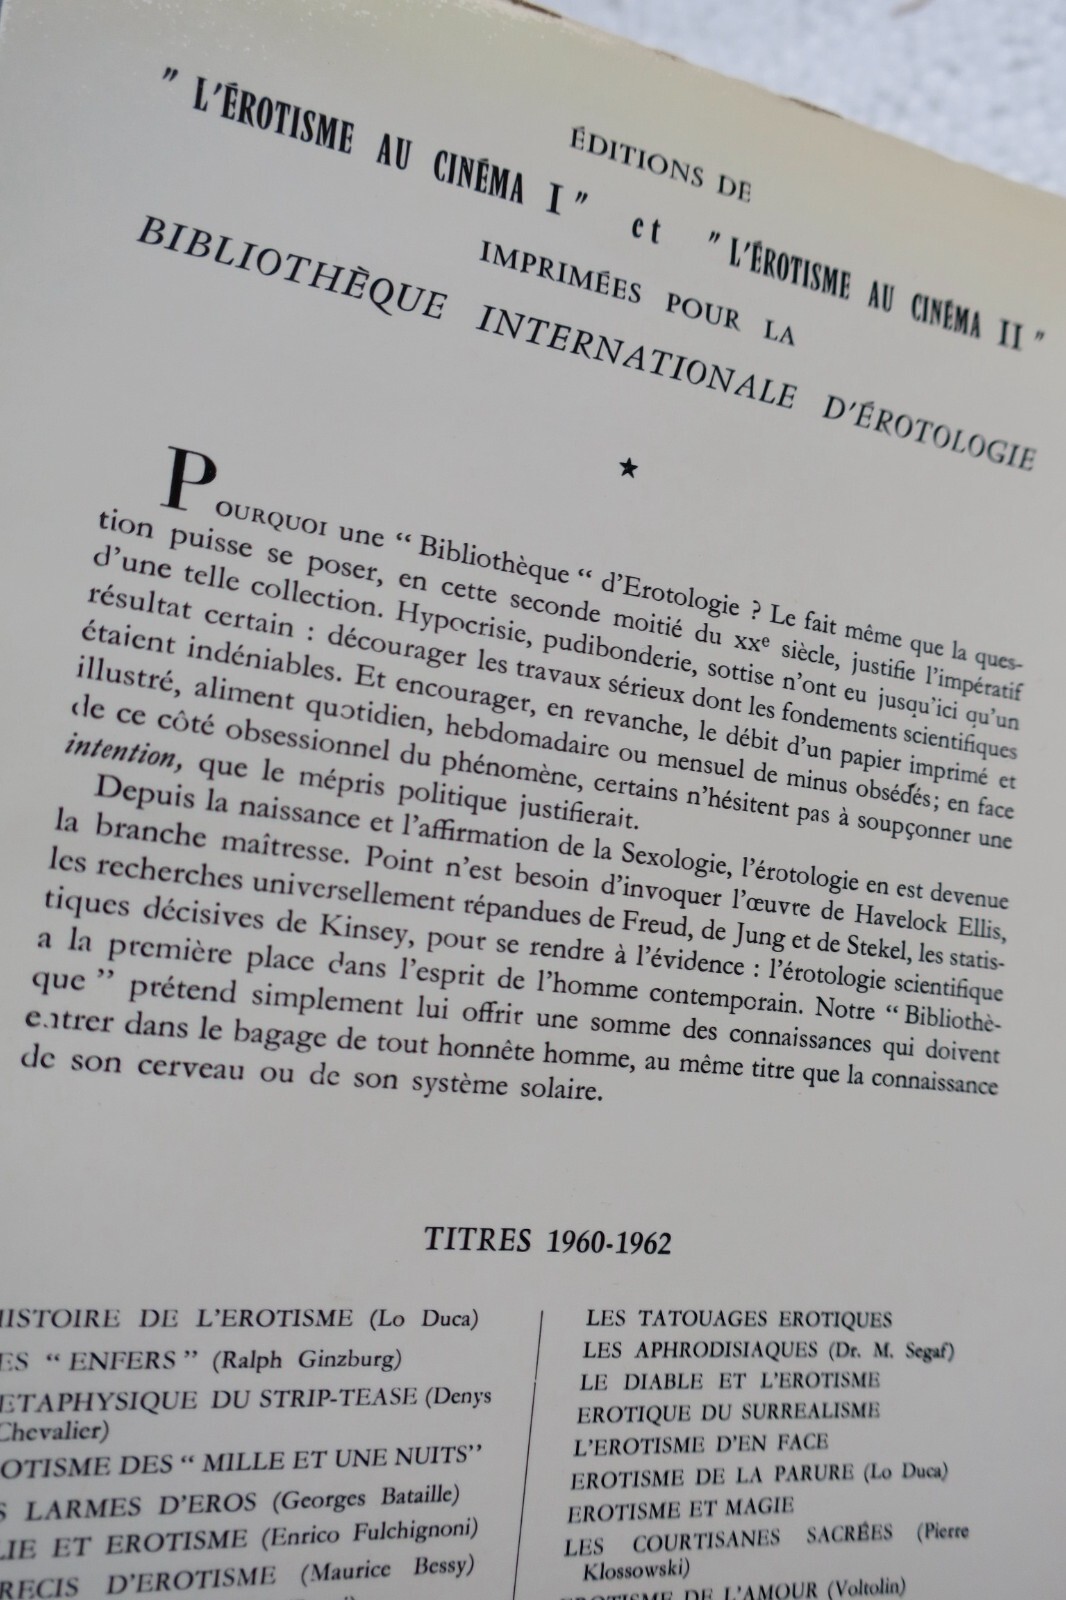 ÉDITIONS DE
" L'ÉROTISME AU CINÉMA I " et " L'ÉROTISME AU CINÉMA II "
IMPRIMÉES POUR LA
BIBLIOTHÈQUE INTERNATIONALE D'ÉROTOLOGIE
★
POURQUOI une “ Bibliothèque “ d'Erotologie ? Le fait même que la ques-
tion puisse se poser, en cette seconde moitié du XXe siècle, justifie l'impératif
d'une telle collection. Hypocrisie, pudibonderie, sottise n'ont eu jusqu'ici qu'un
résultat certain : décourager les travaux sérieux dont les fondements scientifiques
étaient indéniables. Et encourager, en revanche, le débit d'un papier imprimé et
illustré, aliment quotidien, hebdomadaire ou mensuel de minus obsédés; en face
de ce côté obsessionnel du phénomène, certains n'hésitent pas à soupçonner une
intention, que le mépris politique justifierait.
Depuis la naissance et l'affirmation de la Sexologie, l'érotologie en est devenue
la branche maîtresse. Point n'est besoin d'invoquer l'œuvre de Havelock Ellis,
les recherches universellement répandues de Freud, de Jung et de Stekel, les statis-
tiques décisives de Kinsey, pour se rendre à l'évidence : l'érotologie scientifique
a la première place dans l'esprit de l'homme contemporain. Notre “ Bibliothè-
que ” prétend simplement lui offrir une somme des connaissances qui doivent
entrer dans le bagage de tout honnête homme, au même titre que la connaissance
de son cerveau ou de son système solaire.
TITRES 1960-1962
HISTOIRE DE L'EROTISME (Lo Duca)
ES “ ENFERS ” (Ralph Ginzburg)
ETAPHYSIQUE DU STRIP-TEASE (Denys
Chevalier)
OTISME DES “ MILLE ET UNE NUITS”
S LARMES D'EROS (Georges Bataille)
LIE ET EROTISME (Enrico Fulchignoni)
RECIS D'EROTISME (Maurice Bessy)
LES TATOUAGES EROTIQUES
LES APHRODISIAQUES (Dr. M. Segaf)
LE DIABLE ET L'EROTISME
EROTIQUE DU SURREALISME
L'EROTISME D'EN FACE
EROTISME DE LA PARURE (Lo Duca)
EROTISME ET MAGIE
LES COURTISANES SACRÉES (Pierre
Klossowski)
EROTISME DE L'AMOUR (Voltolin)